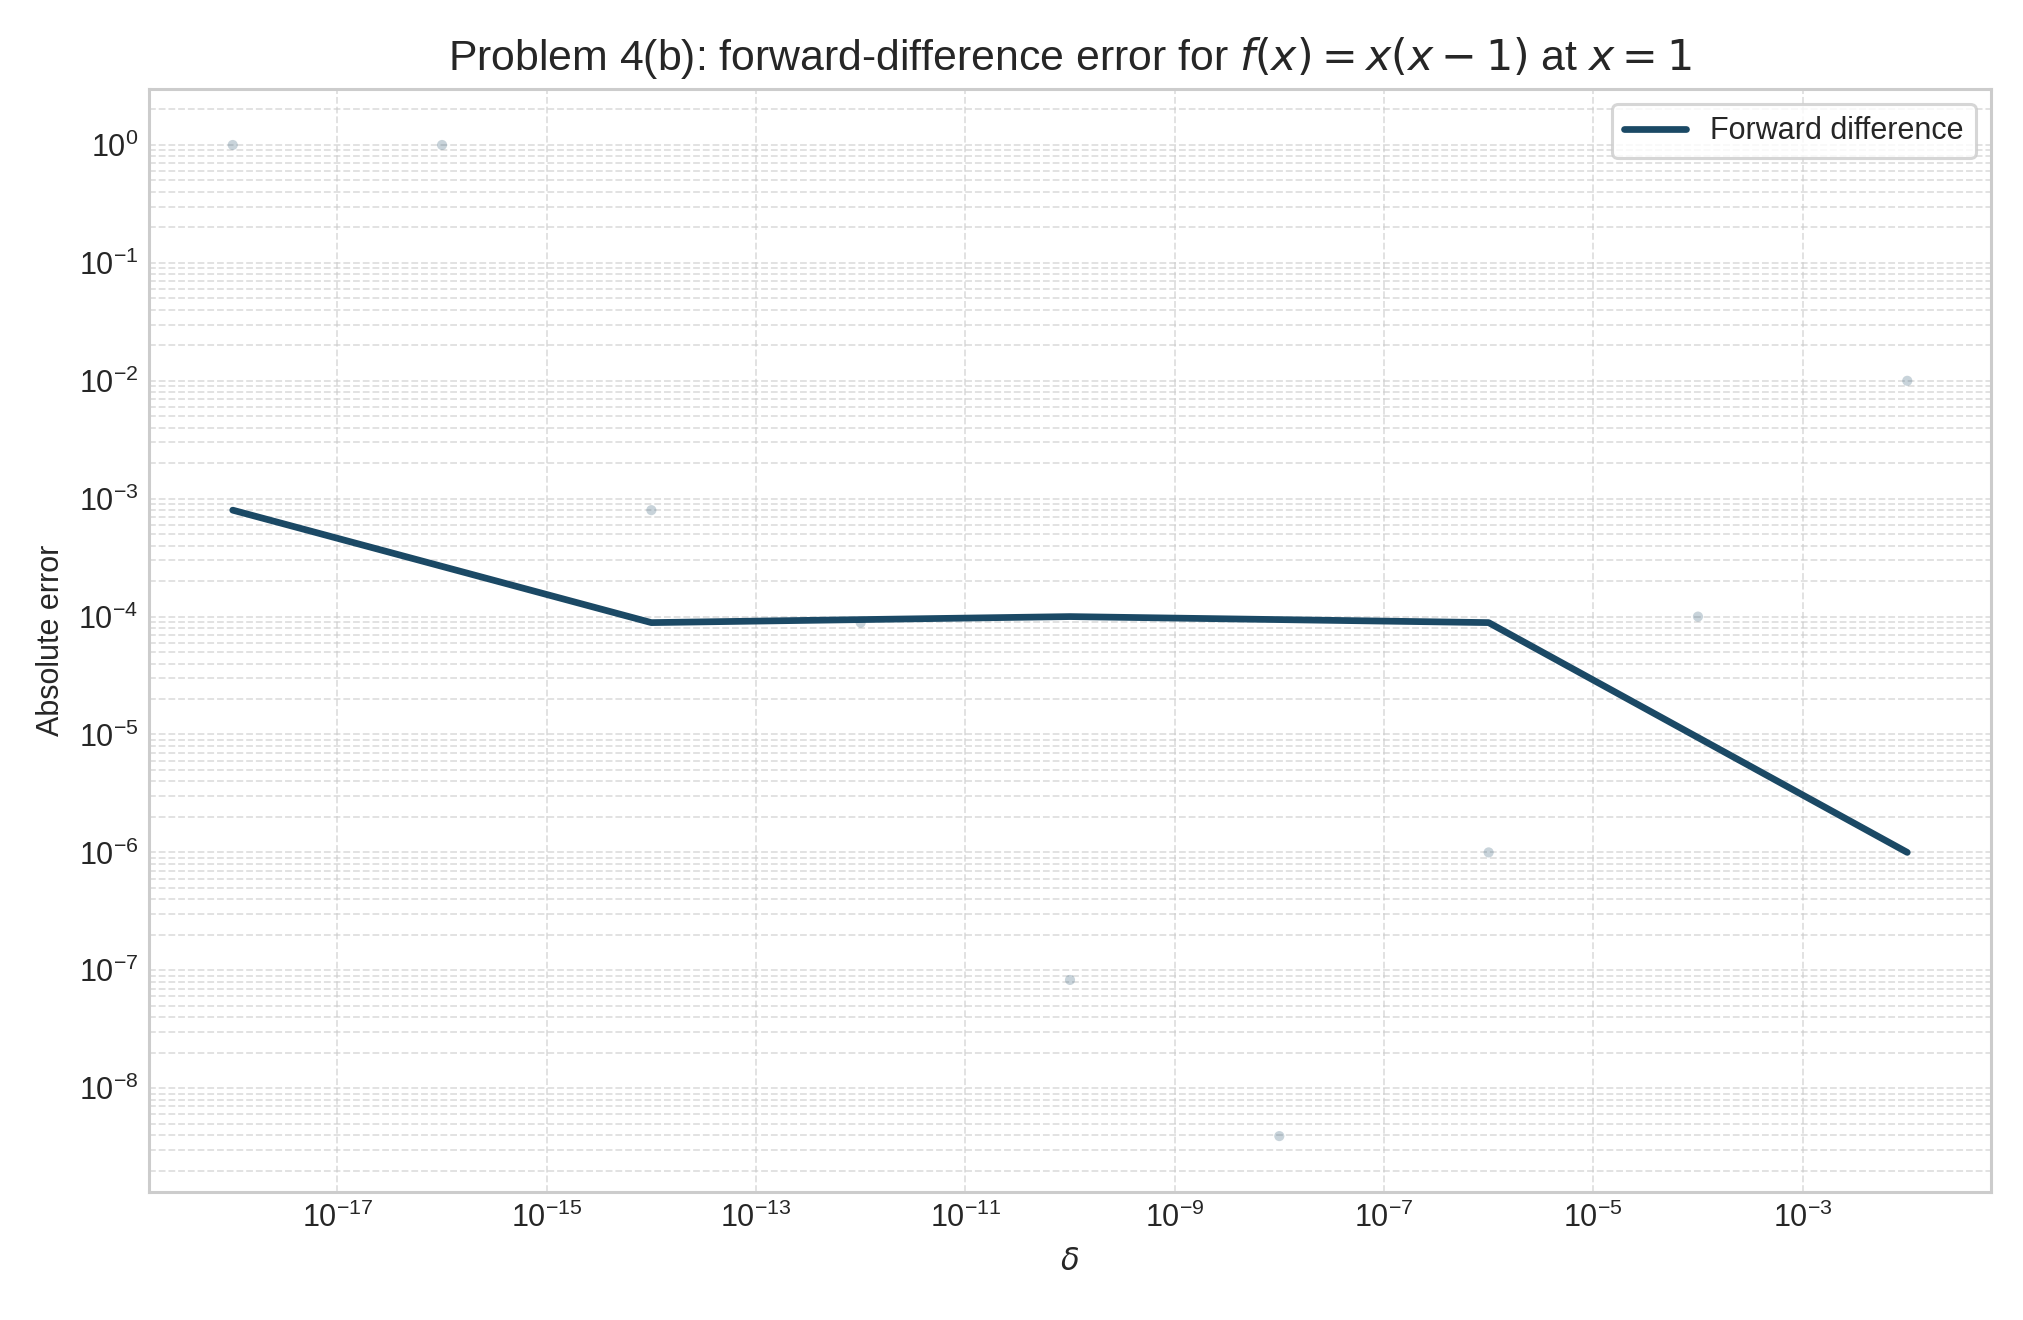 Problem 4(b): forward-difference error for f(x) = x(x − 1) at x = 1
Forward difference
10⁰
10⁻¹
10⁻²
10⁻³
10⁻⁴
10⁻⁵
10⁻⁶
10⁻⁷
10⁻⁸
Absolute error
10⁻¹⁷ 10⁻¹⁵ 10⁻¹³ 10⁻¹¹ 10⁻⁹ 10⁻⁷ 10⁻⁵ 10⁻³
δ